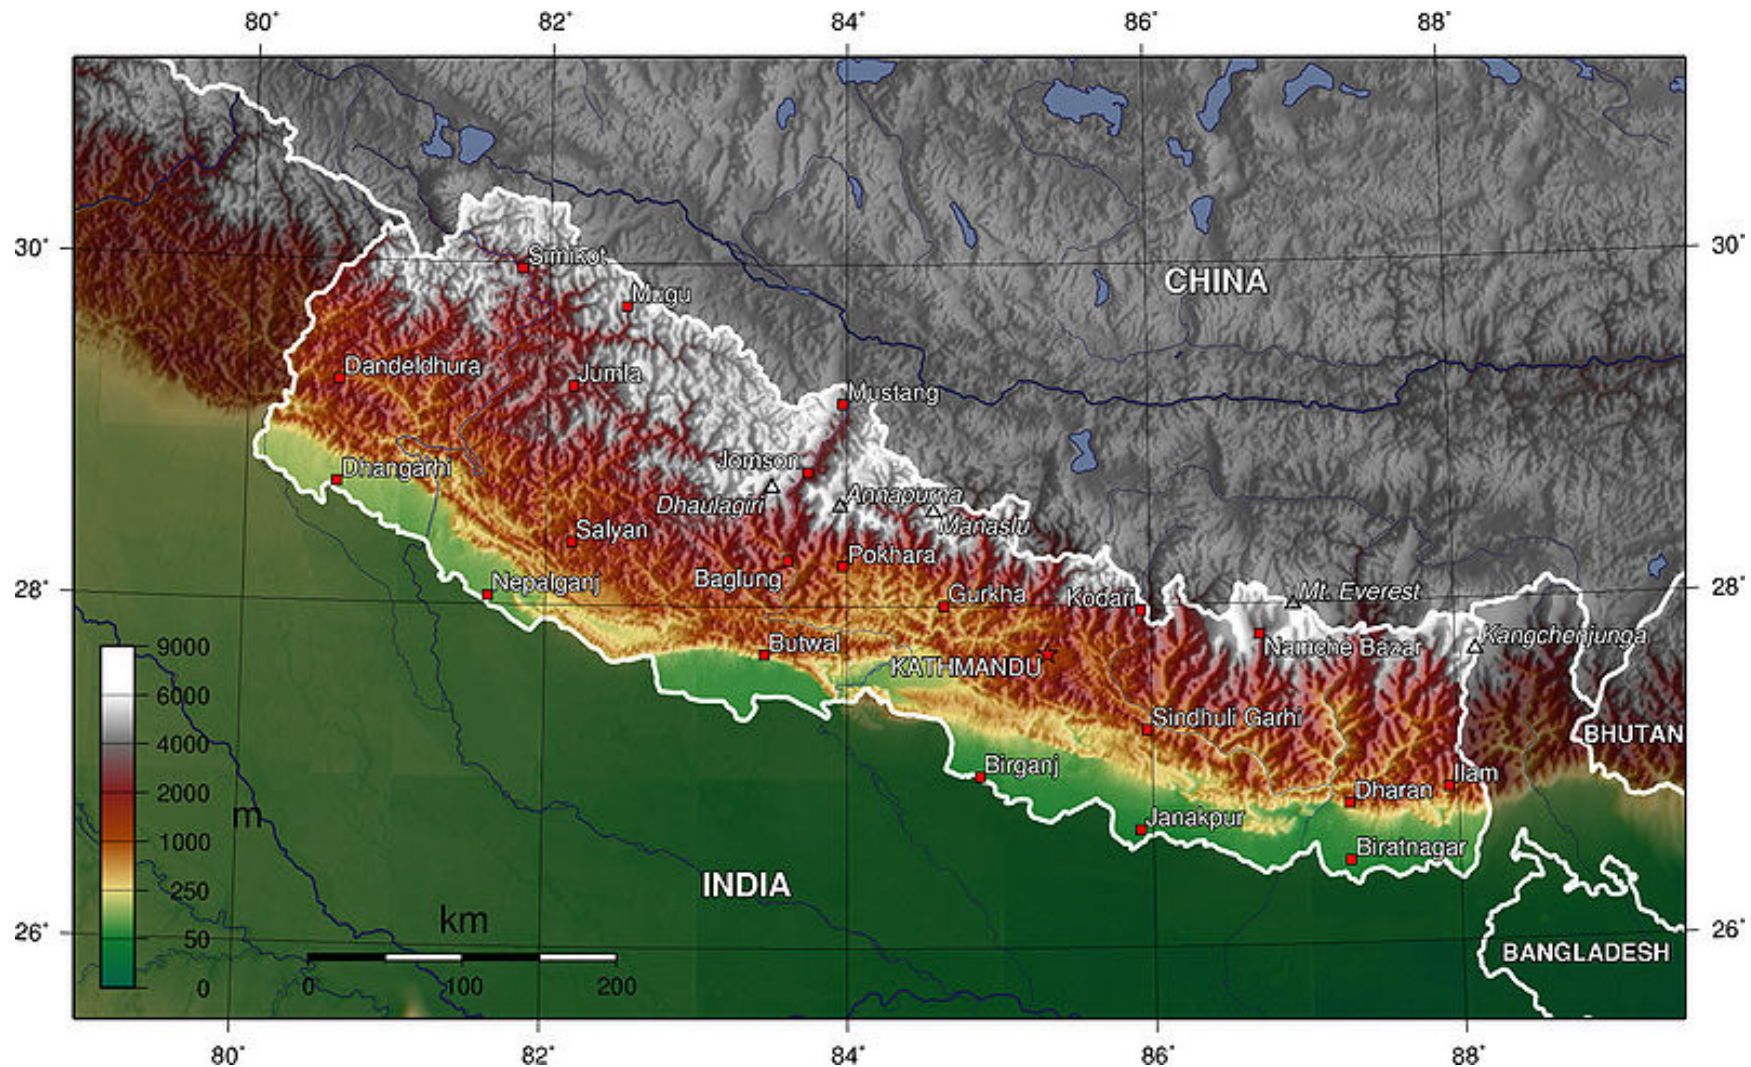 80°
82°
84°
86°
88°
30°
30°
Simikot
CHINA
Mugu
Dandeldhura
Jumla
Mustang
Jomson
Dhangarhi
Annapurna
Dhaulagiri
Manaslu
Salyan
Pokhara
Baglung
28°
28°
Nepalganj
Gurkha
Kodari
Mt. Everest
Kangchenjunga
Butwal
Namche Bazar
KATHMANDU
9000
6000
4000
2000
1000
250
50
0
m
Sindhuli Garhi
BHUTAN
Birganj
Ilam
Dharan
Janakpur
Biratnagar
INDIA
km
0
100
200
26°
26°
BANGLADESH
80°
82°
84°
86°
88°